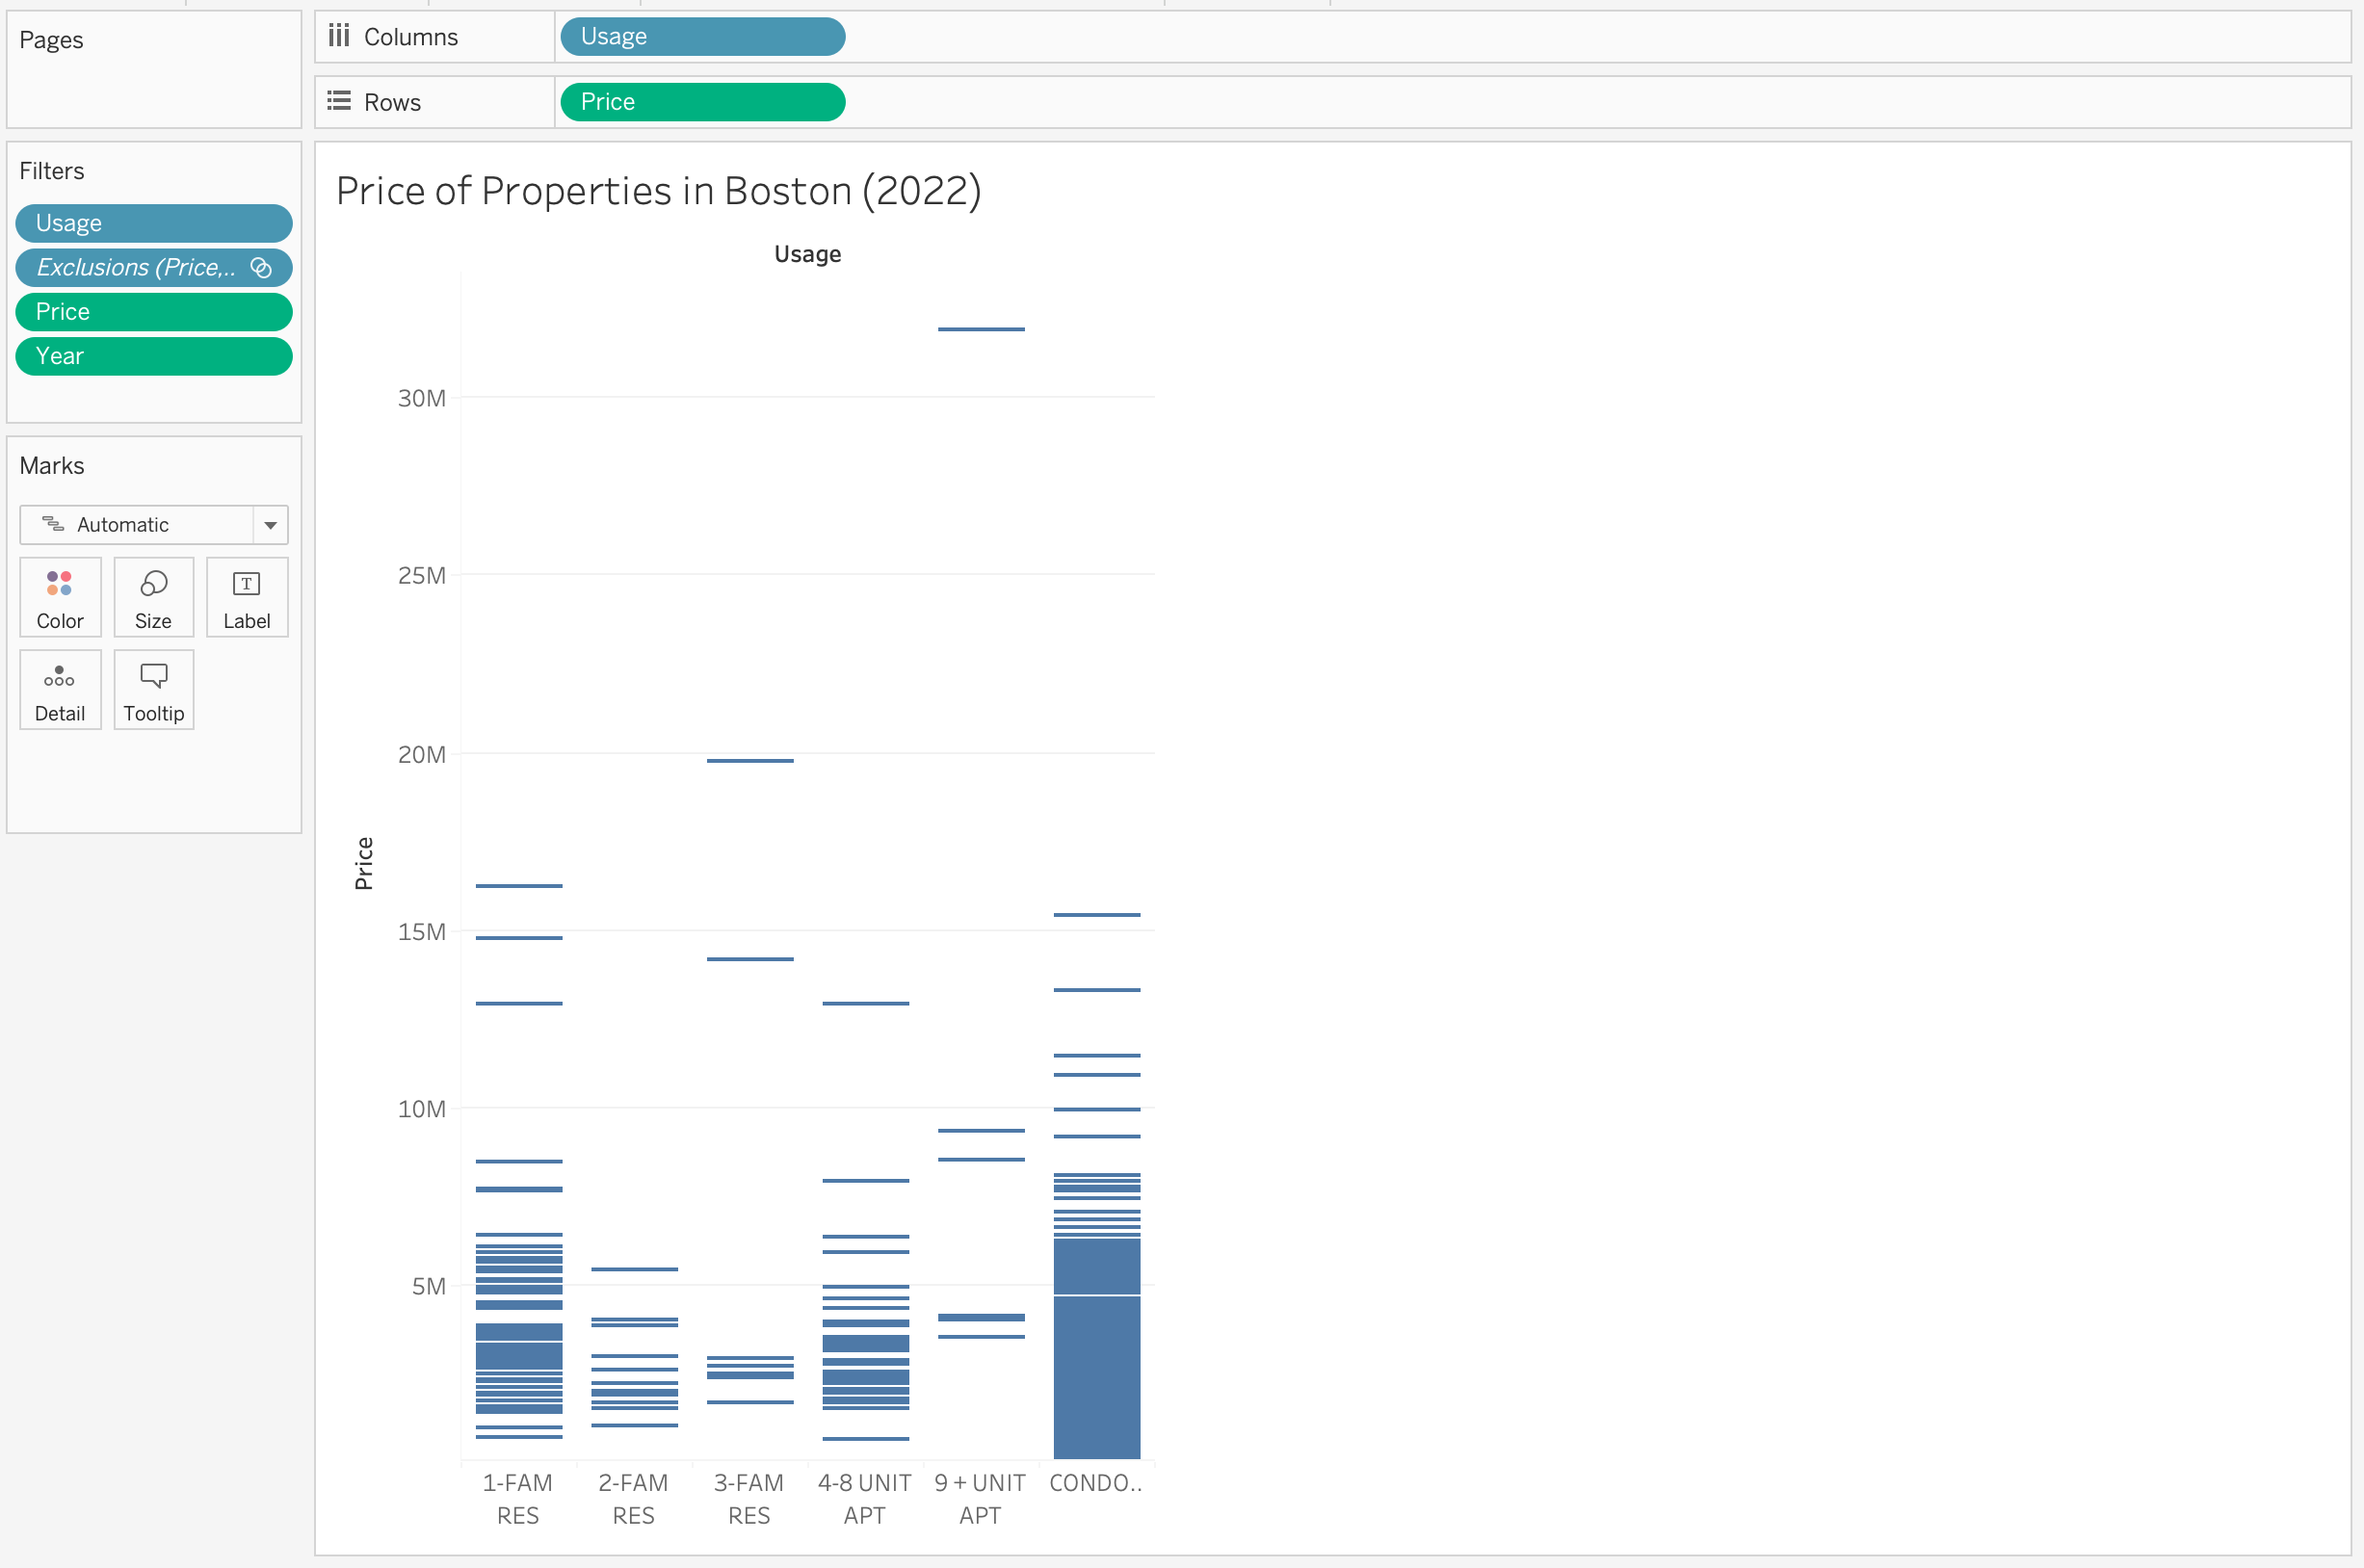 Pages
Columns
Usage
Rows
Price
Filters
Usage
Exclusions (Price,..
Price
Year
Marks
Automatic
Color
Size
T
Label
Detail
Tooltip
Price of Properties in Boston (2022)
Usage
30M
25M
20M
15M
10M
5M
Price
1-FAM RES
2-FAM RES
3-FAM RES
4-8 UNIT APT
9 + UNIT APT
CONDO..